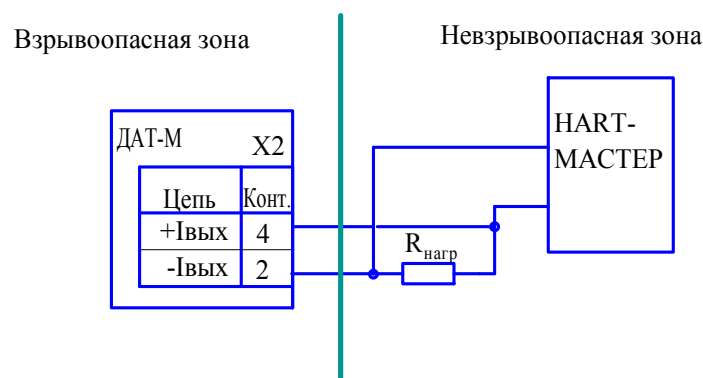 Взрывоопасная зона
Невзрывоопасная зона
ДАТ-М
X2
Цепь Конт.
+Iвых 4
-Iвых 2
Rнагр
HART-
МАСТЕР